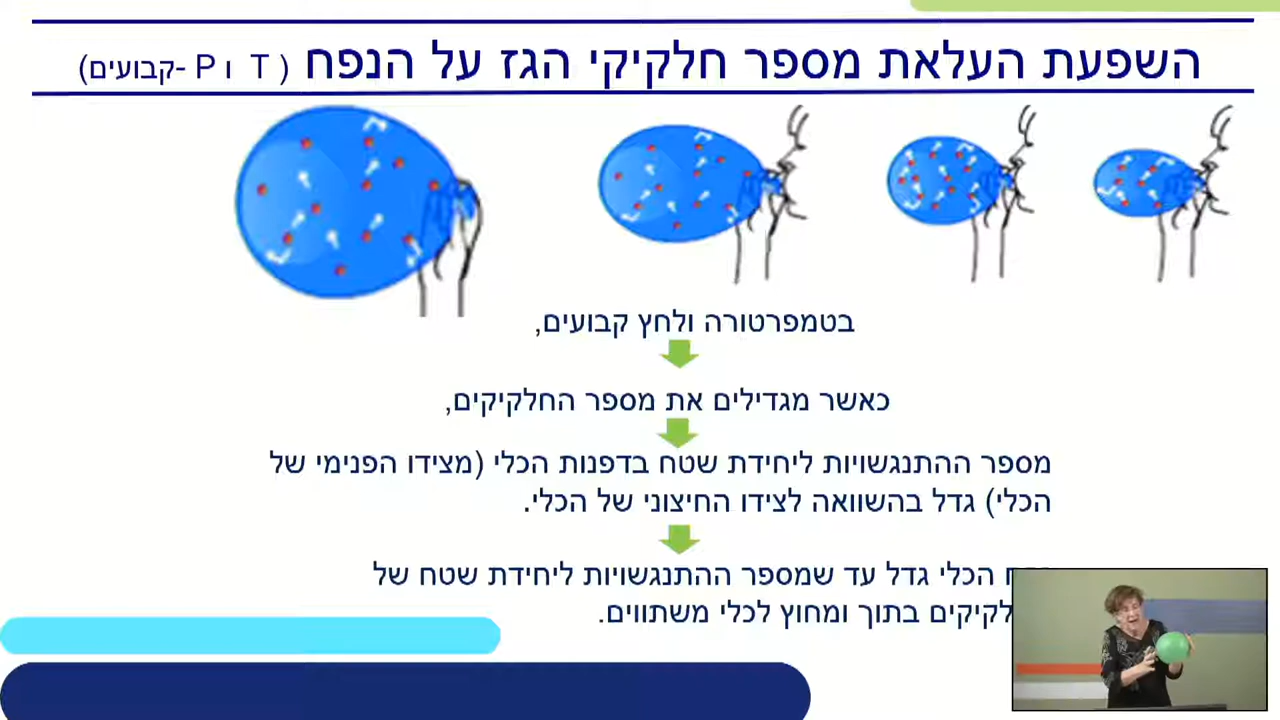 השפעת העלאת מספר חלקיקי הגז על הנפח ( T ו P -קבועים)
בטמפרטורה ולחץ קבועים,
כאשר מגדילים את מספר החלקיקים,
מספר ההתנגשויות ליחידת שטח בדפנות הכלי (מצידו הפנימי של
הכלי) גדל בהשוואה לצידו החיצוני של הכלי.
הכלי גדל עד שמספר ההתנגשויות ליחידת שטח של
בתוך ומחוץ לכלי משתווים.